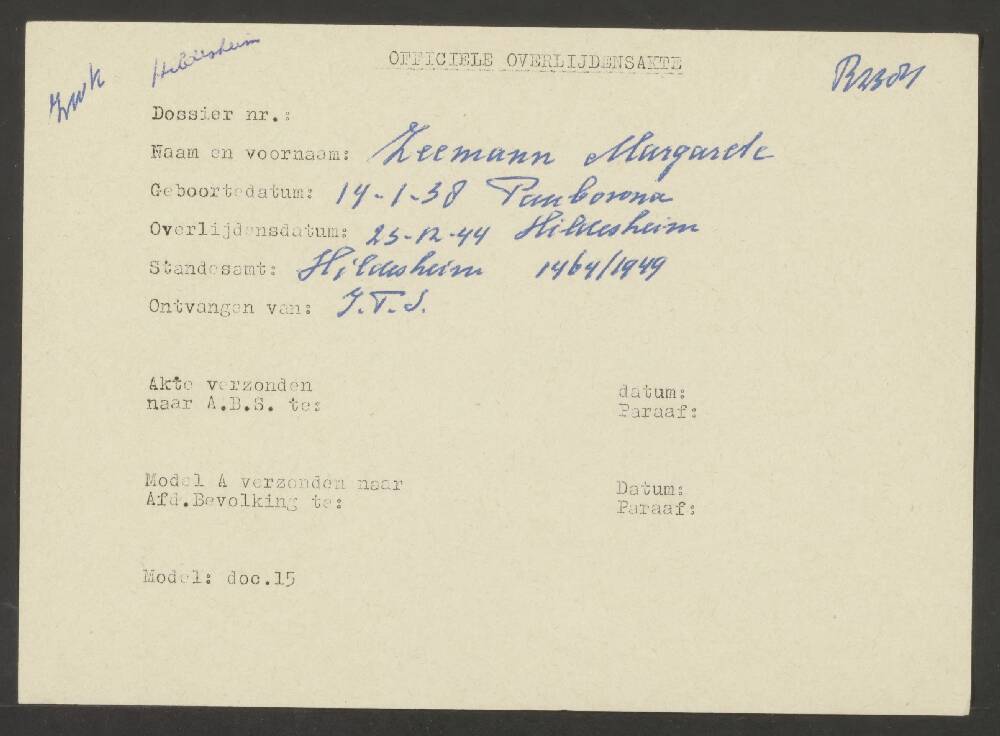 Hildesheim
OFFICIELE OVERLIJDENSAKTE
Dossier nr.:
Naam en voornaam: Zeemann Margarete
Geboortedatum: 14-1-38
Overlijdensdatum: 25-12-44 Hildesheim
Standesamt: Hildesheim 1464/1949
Ontvangen van: I.T.S.
Akte verzonden
naar A.B.S. te:
datum:
Paraaf:
Model A verzonden naar
Afd.Bevolking te:
Datum:
Paraaf:
Model: doc.15